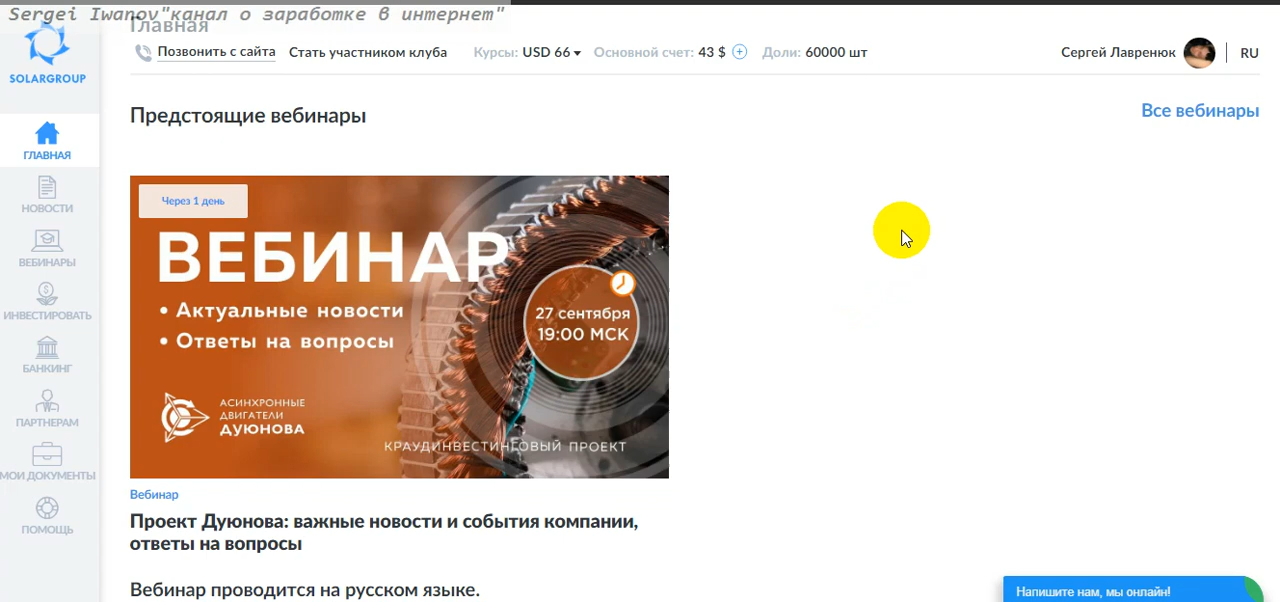 Sergei Iwanov"канал о заработке в интернет"
Главная
SOLARGROUP
Позвонить с сайта
Стать участником клуба
Курсы: USD 66
Основной счет: 43 $
Доли: 60000 шт
Сергей Лавренюк
RU
Предстоящие вебинары
Все вебинары
ГЛАВНАЯ
НОВОСТИ
ВЕБИНАРЫ
ИНВЕСТИРОВАТЬ
БАНКИНГ
ПАРТНЕРАМ
МОИ ДОКУМЕНТЫ
ПОМОЩЬ
Через 1 день
ВЕБИНАР
• Актуальные новости
• Ответы на вопросы
27 сентября
19:00 МСК
АСИНХРОННЫЕ
ДВИГАТЕЛИ
ДУЮНОВА
КРАУДИНВЕСТИНГОВЫЙ ПРОЕКТ
Вебинар
Проект Дуюнова: важные новости и события компании,
ответы на вопросы
Вебинар проводится на русском языке.
Напишите нам, мы онлайн!